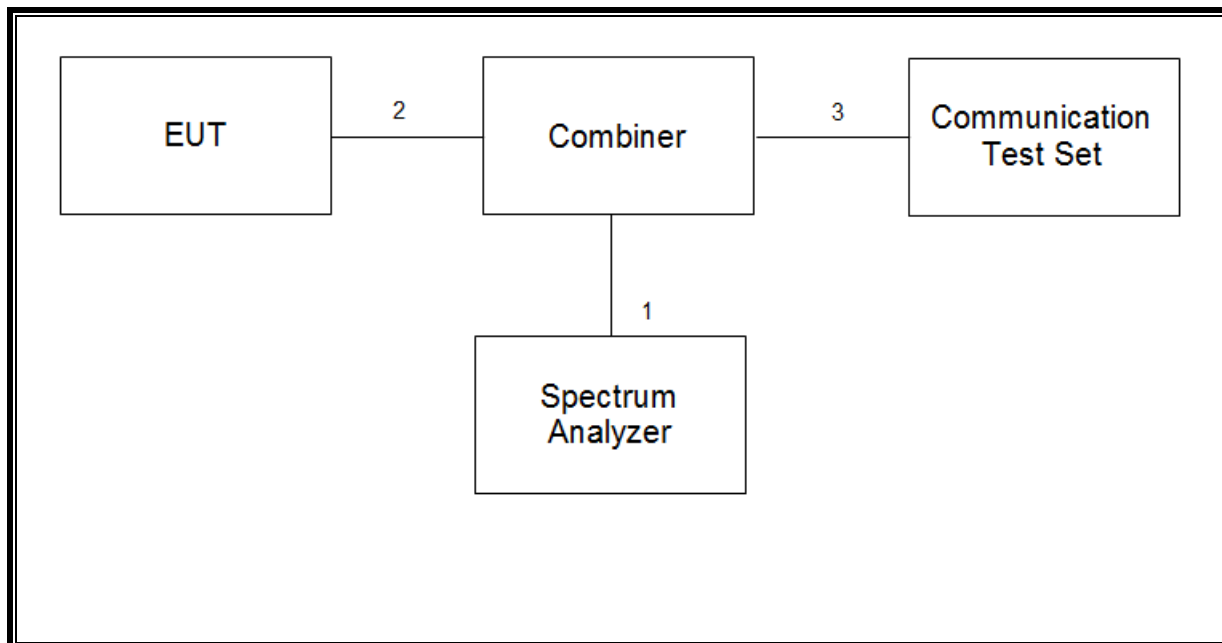 EUT
2
Combiner
3
Communication
Test Set
1
Spectrum
Analyzer